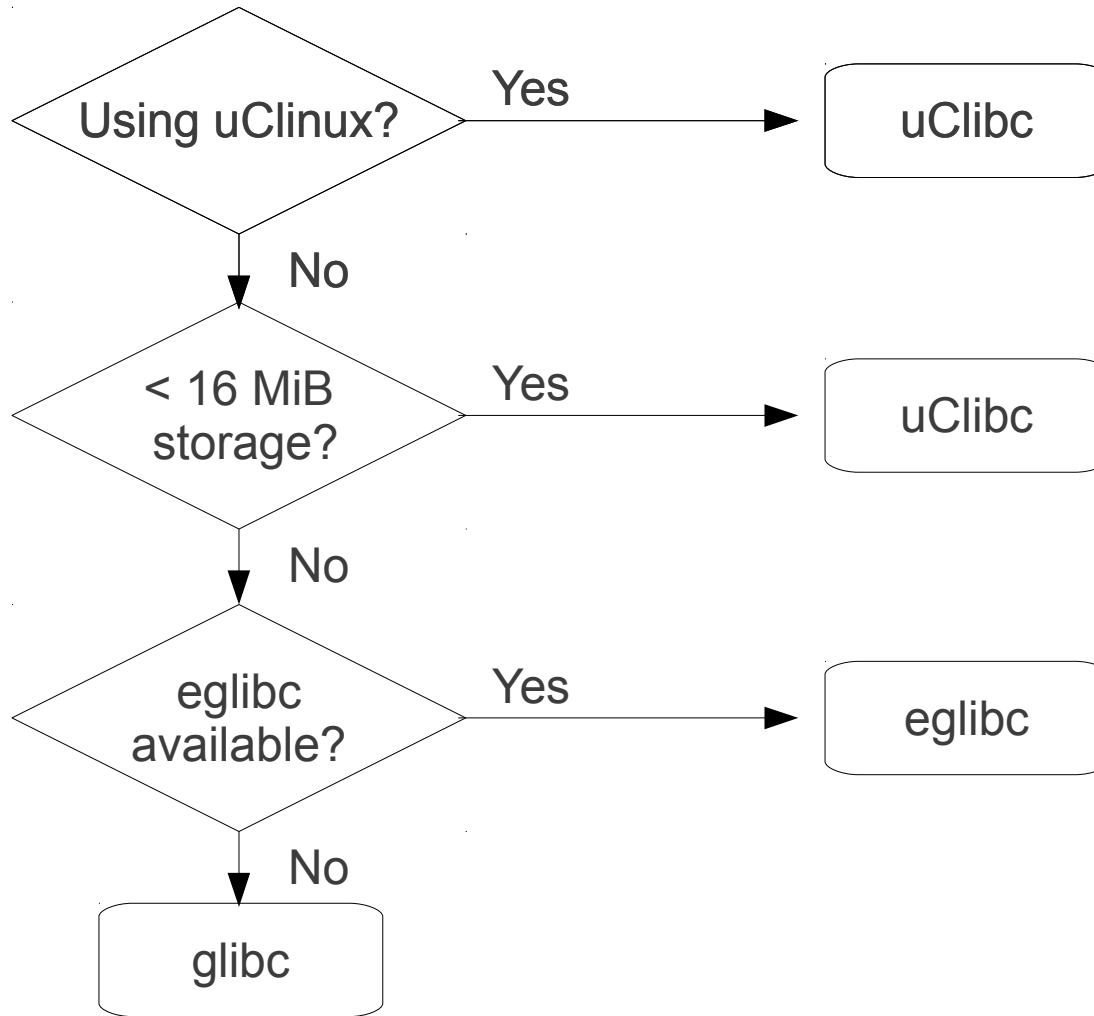 Using uClinux?
Yes
uClibc
No
< 16 MiB
storage?
Yes
uClibc
No
eglibc
available?
Yes
eglibc
No
glibc